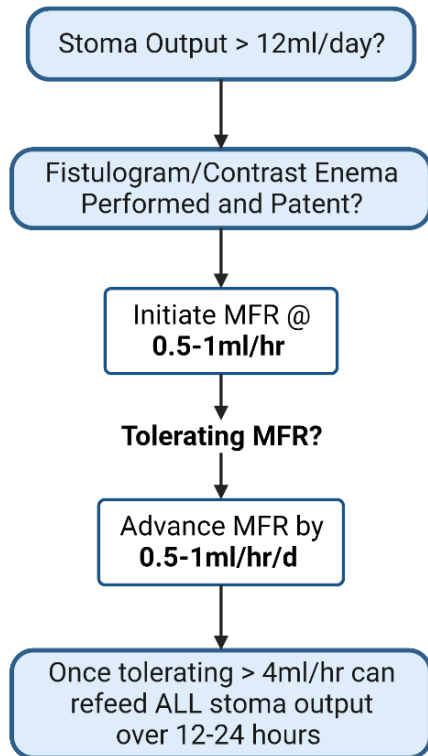 Stoma Output > 12ml/day?
Fistulogram/Contrast Enema
Performed and Patent?
Initiate MFR @
0.5-1ml/hr
Tolerating MFR?
Advance MFR by
0.5-1ml/hr/d
Once tolerating > 4ml/hr can
refeed ALL stoma output
over 12-24 hours